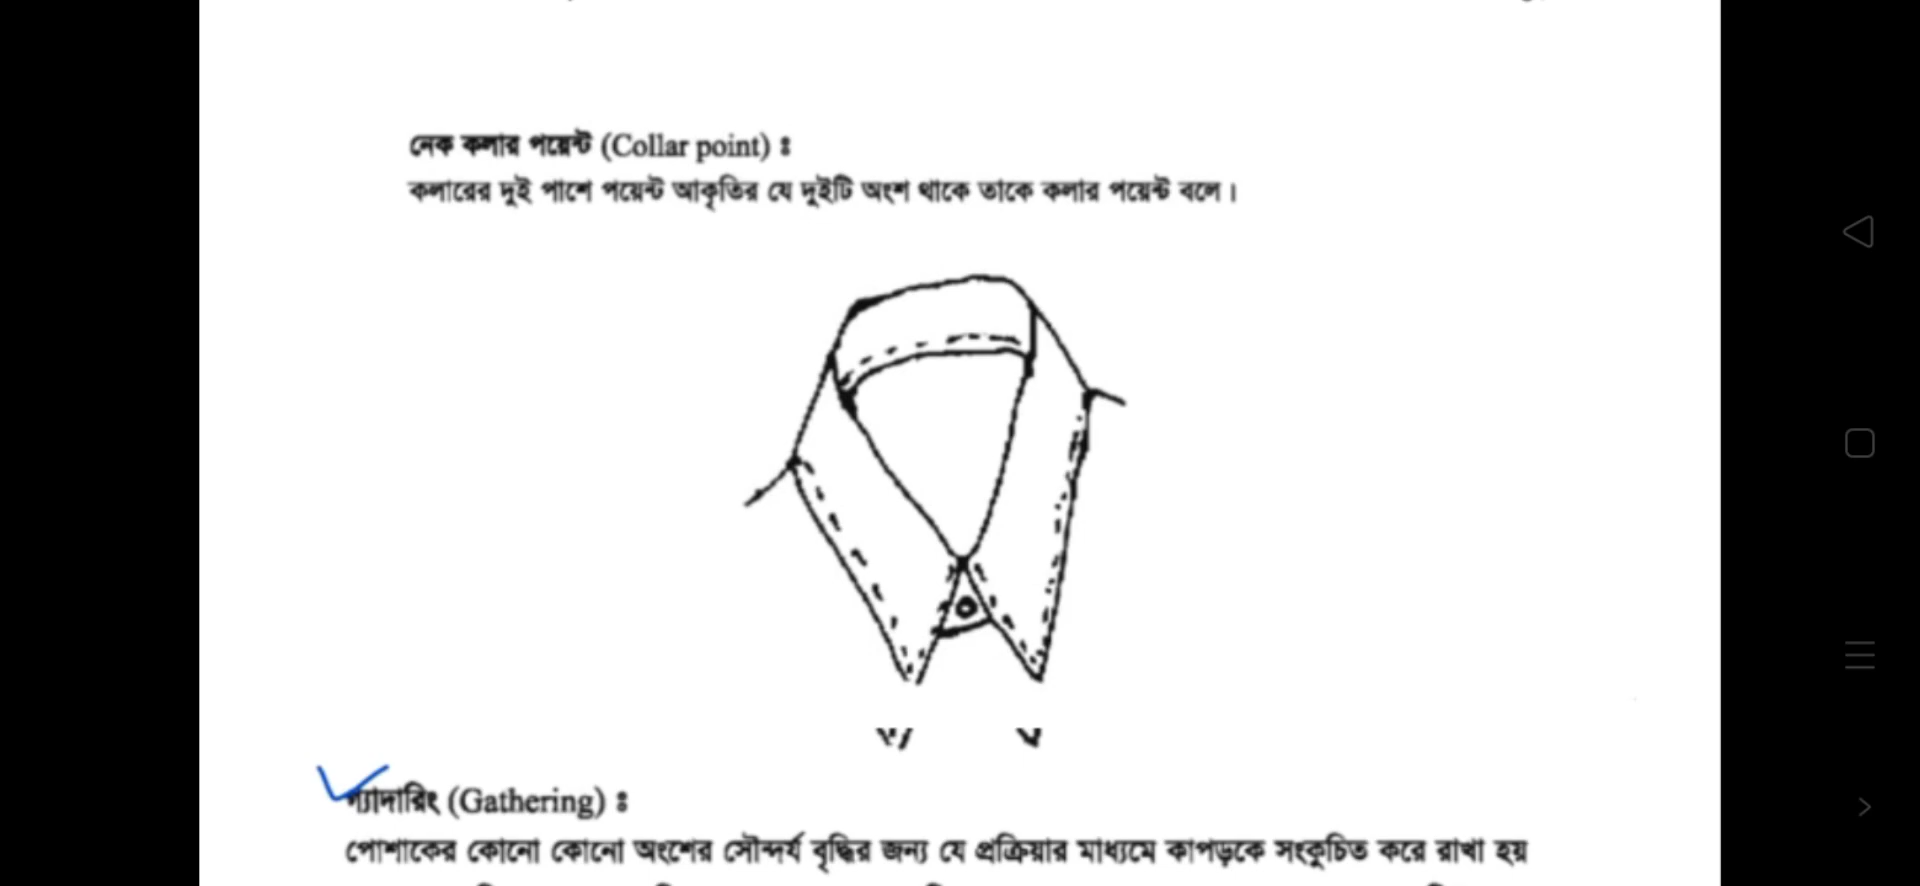 নেক কলার পয়েন্ট (Collar point) ঃ
কলারের দুই পাশে পয়েন্ট আকৃতির যে দুইটি অংশ থাকে তাকে কলার পয়েন্ট বলে।
গ্যাদারিং (Gathering) ঃ
পোশাকের কোনো কোনো অংশের সৌন্দর্য বৃদ্ধির জন্য যে প্রক্রিয়ার মাধ্যমে কাপড়কে সংকুচিত করে রাখা হয়